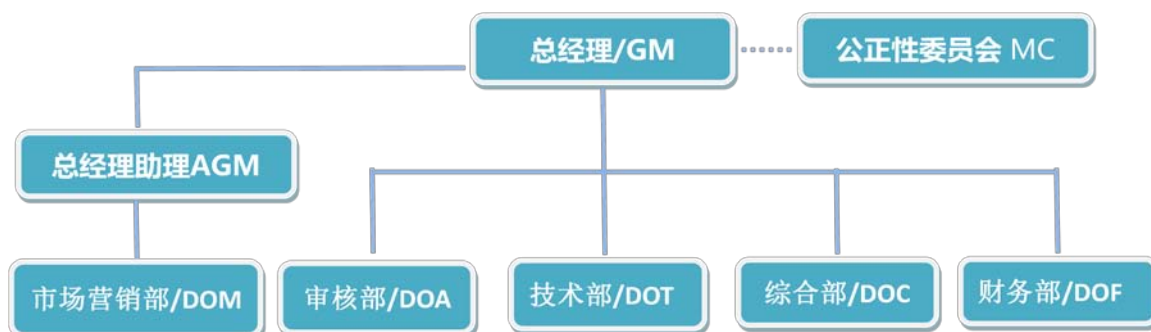 总经理/GM
公正性委员会 MC
总经理助理AGM
市场营销部/DOM
审核部/DOA
技术部/DOT
综合部/DOC
财务部/DOF